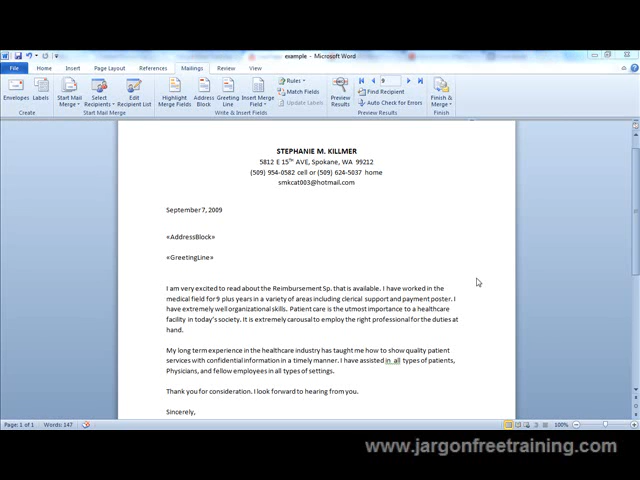 example - Microsoft Word
File Home Insert Page Layout References Mailings Review View
Envelopes Labels Start Mail Merge Select Recipients Edit Recipient List Highlight Merge Fields Address Block Greeting Line Insert Merge Field Rules Match Fields Update Labels Preview Results 9 Find Recipient Auto Check for Errors Finish & Merge
Create Start Mail Merge Write & Insert Fields Preview Results Finish
STEPHANIE M. KILLMER
5812 E 15TH AVE, Spokane, WA 99212
(509) 954-0582 cell or (509) 624-5037 home
smkcat003@hotmail.com
September 7, 2009
«AddressBlock»
«GreetingLine»
I am very excited to read about the Reimbursement Sp. that is available. I have worked in the
medical field for 9 plus years in a variety of areas including clerical support and payment poster. I
have extremely well organizational skills. Patient care is the utmost importance to a healthcare
facility in today's society. It is extremely carousal to employ the right professional for the duties at
hand.
My long term experience in the healthcare industry has taught me how to show quality patient
services with confidential information in a timely manner. I have assisted in all types of patients,
Physicians, and fellow employees in all types of settings.
Thank you for consideration. I look forward to hearing from you.
Sincerely,
Page: 1 of 1 Words: 147 100%
www.jargonfreetraining.com